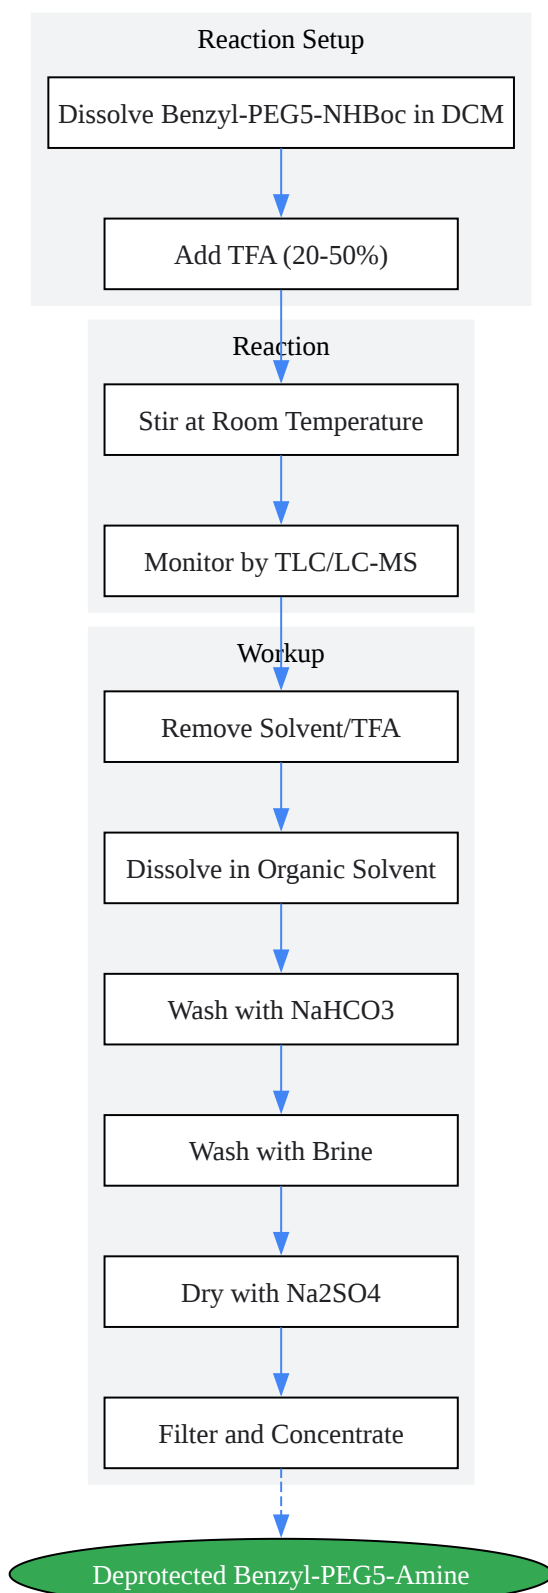 Reaction Setup
Dissolve Benzyl-PEG5-NHBoc in DCM
Add TFA (20-50%)
Reaction
Stir at Room Temperature
Monitor by TLC/LC-MS
Workup
Remove Solvent/TFA
Dissolve in Organic Solvent
Wash with NaHCO3
Wash with Brine
Dry with Na2SO4
Filter and Concentrate
Deprotected Benzyl-PEG5-Amine